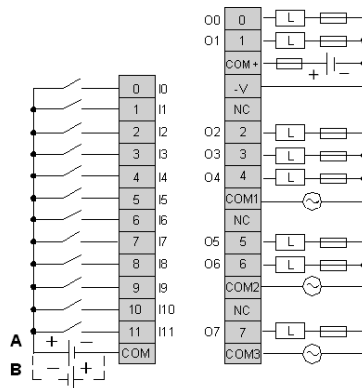 O0 0 L
O1 1 L
COM+ + −
-V
NC
O2 2 L
O3 3 L
O4 4 L
COM1
NC
O5 5 L
O6 6 L
COM2
NC
O7 7 L
COM3
0 I0
1 I1
2 I2
3 I3
4 I4
5 I5
6 I6
7 I7
8 I8
9 I9
10 I10
11 I11
A + −
COM
B − +